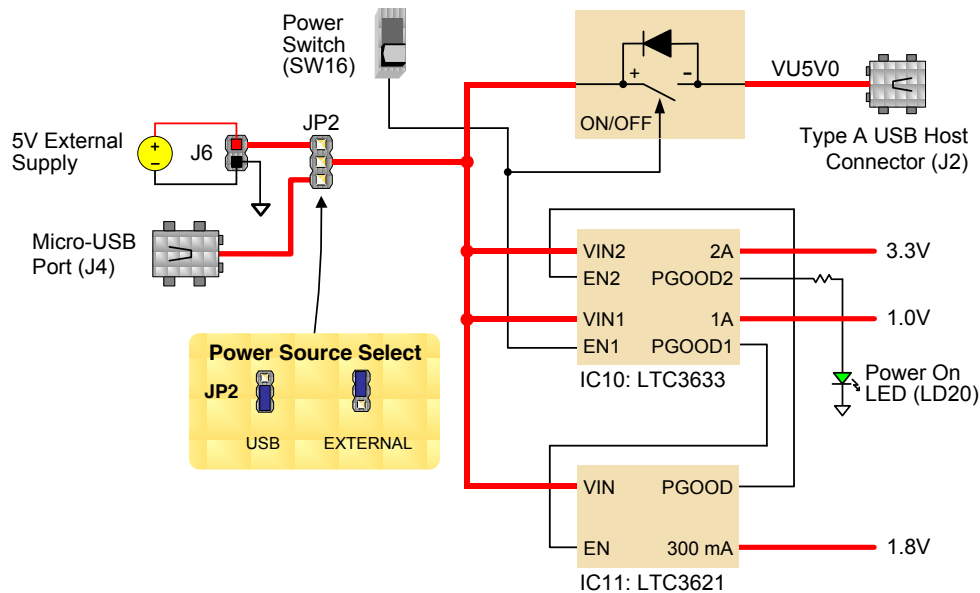 Power
Switch
(SW16)
+
−
ON/OFF
VU5V0
Type A USB Host
Connector (J2)
5V External
Supply
+
−
J6
JP2
Micro-USB
Port (J4)
Power Source Select
JP2
USB
EXTERNAL
VIN2
2A
3.3V
EN2
PGOOD2
VIN1
1A
1.0V
EN1
PGOOD1
IC10: LTC3633
Power On
LED (LD20)
VIN
PGOOD
EN
300 mA
1.8V
IC11: LTC3621